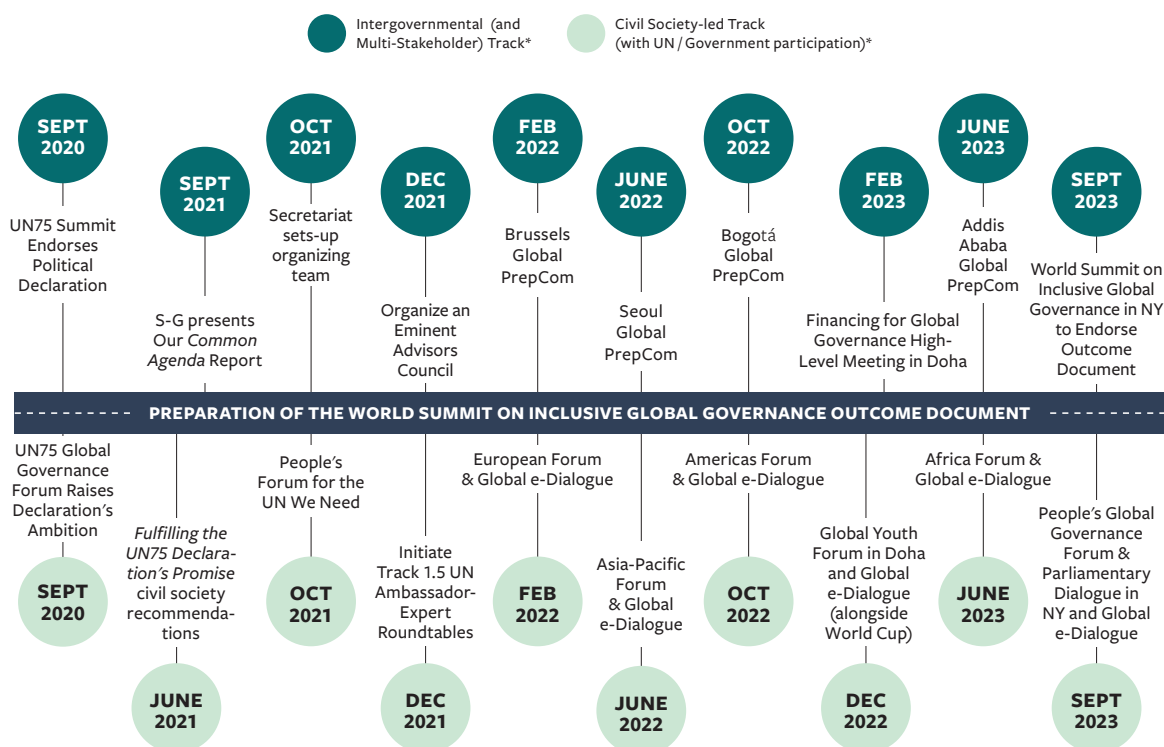 Intergovernmental (and
Multi-Stakeholder) Track*
Civil Society-led Track
(with UN / Government participation)*
SEPT
2020
UN75 Summit
Endorses
Political
Declaration
SEPT
2021
S-G presents
Our Common
Agenda Report
OCT
2021
Secretariat
sets-up
organizing
team
DEC
2021
Organize an
Eminent
Advisors
Council
FEB
2022
Brussels
Global
PrepCom
JUNE
2022
Seoul
Global
PrepCom
OCT
2022
Bogotá
Global
PrepCom
FEB
2023
Financing for Global
Governance High-
Level Meeting in Doha
JUNE
2023
Addis
Ababa
Global
PrepCom
SEPT
2023
World Summit on
Inclusive Global
Governance in NY
to Endorse
Outcome
Document
PREPARATION OF THE WORLD SUMMIT ON INCLUSIVE GLOBAL GOVERNANCE OUTCOME DOCUMENT
UN75 Global
Governance
Forum Raises
Declaration's
Ambition
SEPT
2020
Fulfilling the
UN75 Declara-
tion's Promise
civil society
recommenda-
tions
JUNE
2021
People's
Forum for the
UN We Need
OCT
2021
Initiate
Track 1.5 UN
Ambassador-
Expert
Roundtables
DEC
2021
European Forum
& Global e-Dialogue
FEB
2022
Asia-Pacific
Forum
& Global
e-Dialogue
JUNE
2022
Americas Forum
& Global e-Dialogue
OCT
2022
Global Youth
Forum in Doha
and Global
e-Dialogue
(alongside
World Cup)
DEC
2022
Africa Forum &
Global e-Dialogue
JUNE
2023
People's Global
Governance
Forum &
Parliamentary
Dialogue in
NY and Global
e-Dialogue
SEPT
2023